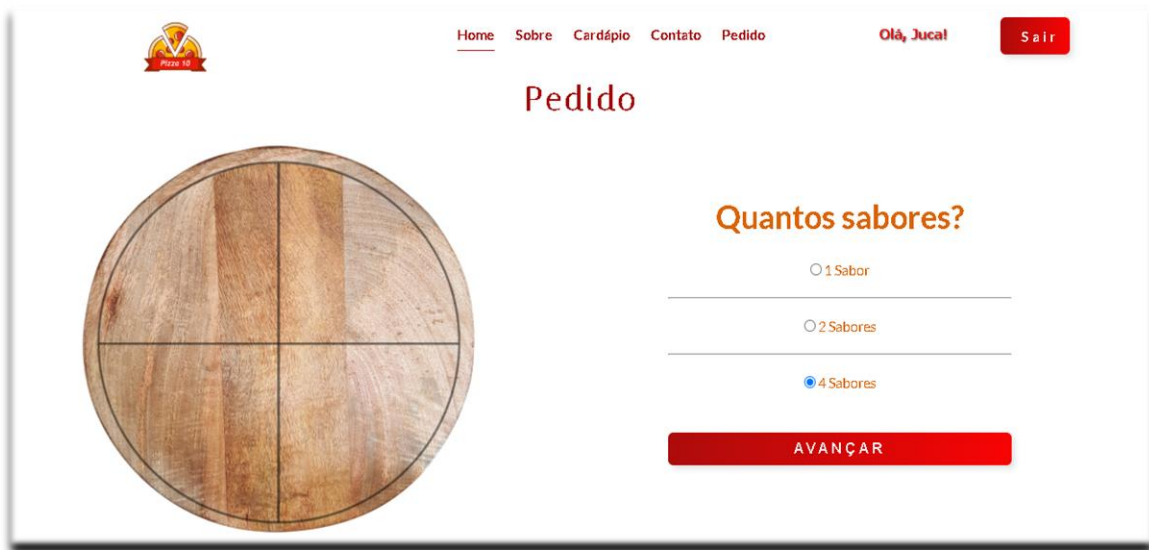 Pizza 10
Home Sobre Cardápio Contato Pedido Olá, Juca! Sair
Pedido
Quantos sabores?
1 Sabor
2 Sabores
4 Sabores
AVANÇAR